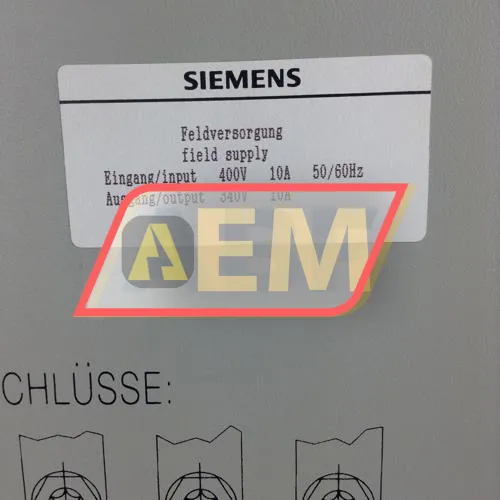 SIEMENS
Feldversorgung
field supply
Eingang/input 400V 10A 50/60Hz
Ausgang/output 340V 10A
AEM
CHLÜSSE: